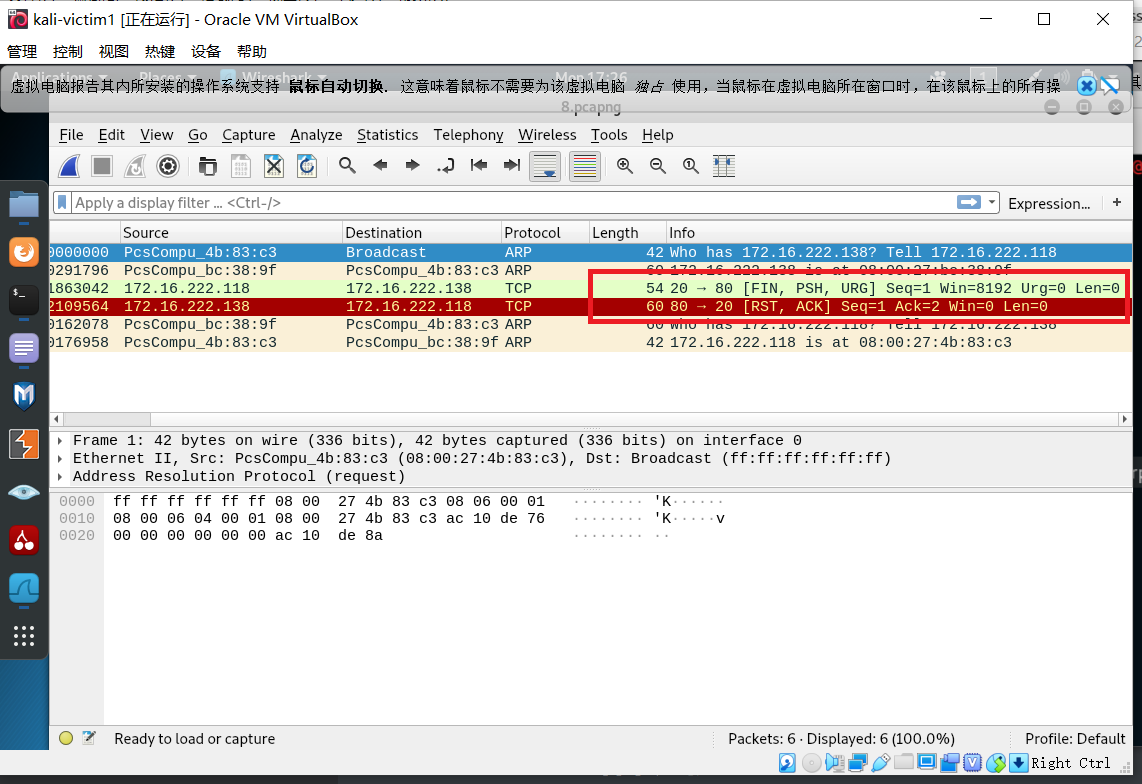 kali-victim1 [正在运行] - Oracle VM VirtualBox
管理 控制 视图 热键 设备 帮助
Applications Places Wireshark Mon 17:26 1
虚拟电脑报告其内所安装的操作系统支持 鼠标自动切换. 这意味着鼠标不需要为该虚拟电脑 独占 使用，当鼠标在虚拟电脑所在窗口时，在该鼠标上的所有操
8.pcapng
File Edit View Go Capture Analyze Statistics Telephony Wireless Tools Help
Apply a display filter … <Ctrl-/> Expression… +
Source Destination Protocol Length Info
0000000 PcsCompu_4b:83:c3 Broadcast ARP 42 Who has 172.16.222.138? Tell 172.16.222.118
0291796 PcsCompu_bc:38:9f PcsCompu_4b:83:c3 ARP 60 172.16.222.138 is at 08:00:27:bc:38:9f
1863042 172.16.222.118 172.16.222.138 TCP 54 20 → 80 [FIN, PSH, URG] Seq=1 Win=8192 Urg=0 Len=0
2109564 172.16.222.138 172.16.222.118 TCP 60 80 → 20 [RST, ACK] Seq=1 Ack=2 Win=0 Len=0
0162078 PcsCompu_bc:38:9f PcsCompu_4b:83:c3 ARP 60 Who has 172.16.222.118? Tell 172.16.222.138
0176958 PcsCompu_4b:83:c3 PcsCompu_bc:38:9f ARP 42 172.16.222.118 is at 08:00:27:4b:83:c3
Frame 1: 42 bytes on wire (336 bits), 42 bytes captured (336 bits) on interface 0
Ethernet II, Src: PcsCompu_4b:83:c3 (08:00:27:4b:83:c3), Dst: Broadcast (ff:ff:ff:ff:ff:ff)
Address Resolution Protocol (request)
0000 ff ff ff ff ff ff 08 00 27 4b 83 c3 08 06 00 01 ········ 'K······
0010 08 00 06 04 00 01 08 00 27 4b 83 c3 ac 10 de 76 ········ 'K·····v
0020 00 00 00 00 00 00 ac 10 de 8a ········ ··
Ready to load or capture Packets: 6 · Displayed: 6 (100.0%) Profile: Default
Right Ctrl